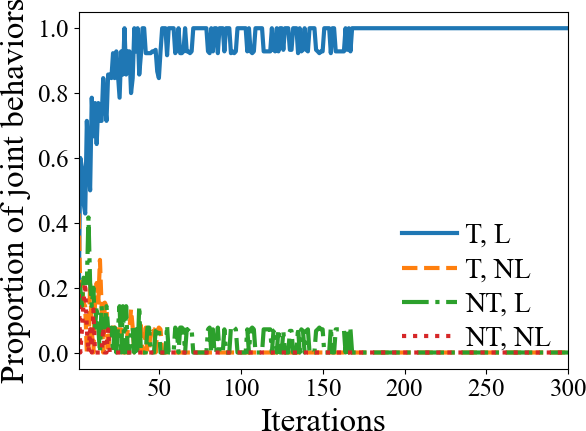 Proportion of joint behaviors
1.0
0.8
0.6
0.4
0.2
0.0
T, L
T, NL
NT, L
NT, NL
50 100 150 200 250 300
Iterations